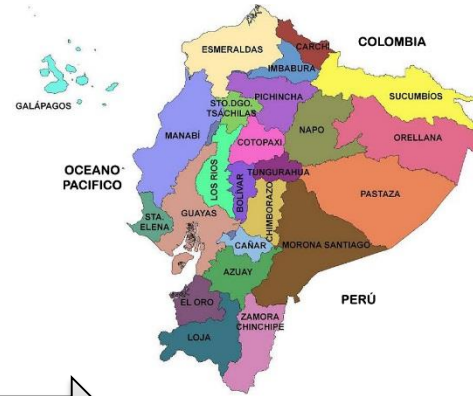 ESMERALDAS
CARCHI
COLOMBIA
IMBABURA
GALÁPAGOS
STO.DGO.
TSÁCHILAS
PICHINCHA
SUCUMBÍOS
MANABÍ
COTOPAXI
NAPO
ORELLANA
OCEANO
PACIFICO
LOS RIOS
TUNGURAHUA
BOLÍVAR
CHIMBORAZO
PASTAZA
STA.
ELENA
GUAYAS
CAÑAR
MORONA SANTIAGO
AZUAY
PERÚ
EL ORO
ZAMORA
CHINCHIPE
LOJA